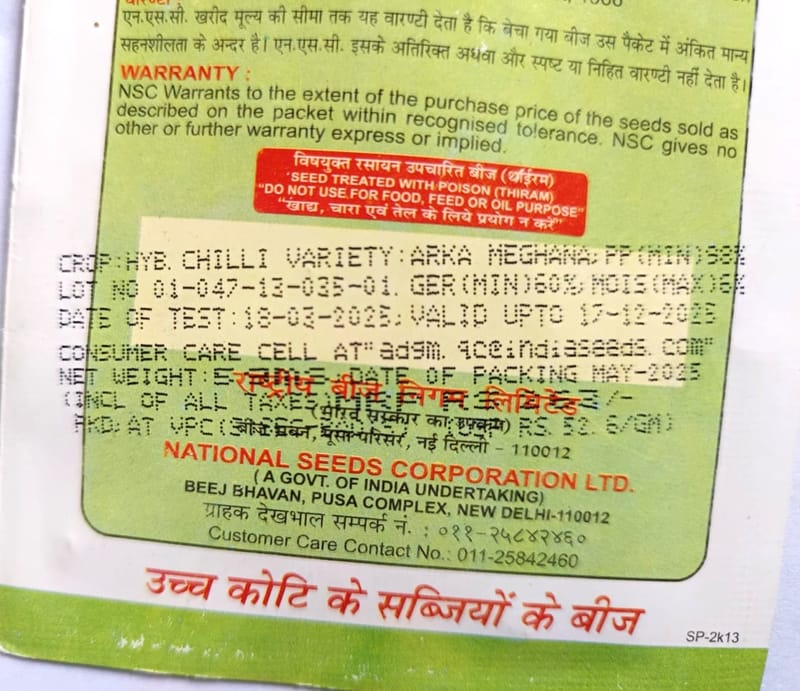 एन.एस.सी. खरीद मूल्य की सीमा तक यह वारण्टी देता है कि बेचा गया बीज उस पैकेट में अंकित मान्य
सहनशीलता के अन्दर है। एन.एस.सी. इसके अतिरिक्त अथवा और स्पष्ट या निहित वारण्टी नहीं देता है।
WARRANTY :
NSC Warrants to the extent of the purchase price of the seeds sold as
described on the packet within recognised tolerance. NSC gives no
other or further warranty express or implied.
विषयुक्त रसायन उपचारित बीज (थाईरम)
'SEED TREATED WITH POISON (THIRAM)
"DO NOT USE FOR FOOD, FEED OR OIL PURPOSE"
"खाद्य, चारा एवं तेल के लिये प्रयोग न करें"
CROP:HYB. CHILLI VARIETY:ARKA MEGHANA;PP(MIN)98%
LOT NO 01-047-13-035-01. GER(MIN)60%;MOIS(MAX)6%
DATE OF TEST:18-03-2025;VALID UPTO 17-12-2025
CONSUMER CARE CELL AT"adgm. qc@indiaseeds. com"
NET WEIGHT:5 DATE OF PACKING MAY-2025
राष्ट्रीय बीज निगम लिमिटेड
(INCL OF ALL TAXES /-
(भारत सरकार का उपक्रम)
PKD;AT VPC( RS. 52. 6/GM)
बीज भवन, पूसा परिसर, नई दिल्ली - 110012
NATIONAL SEEDS CORPORATION LTD.
( A GOVT. OF INDIA UNDERTAKING)
BEEJ BHAVAN, PUSA COMPLEX, NEW DELHI-110012
ग्राहक देखभाल सम्पर्क नं. : ०११-२५८४२४६०
Customer Care Contact No.: 011-25842460
उच्च कोटि के सब्जियों के बीज
SP-2k13